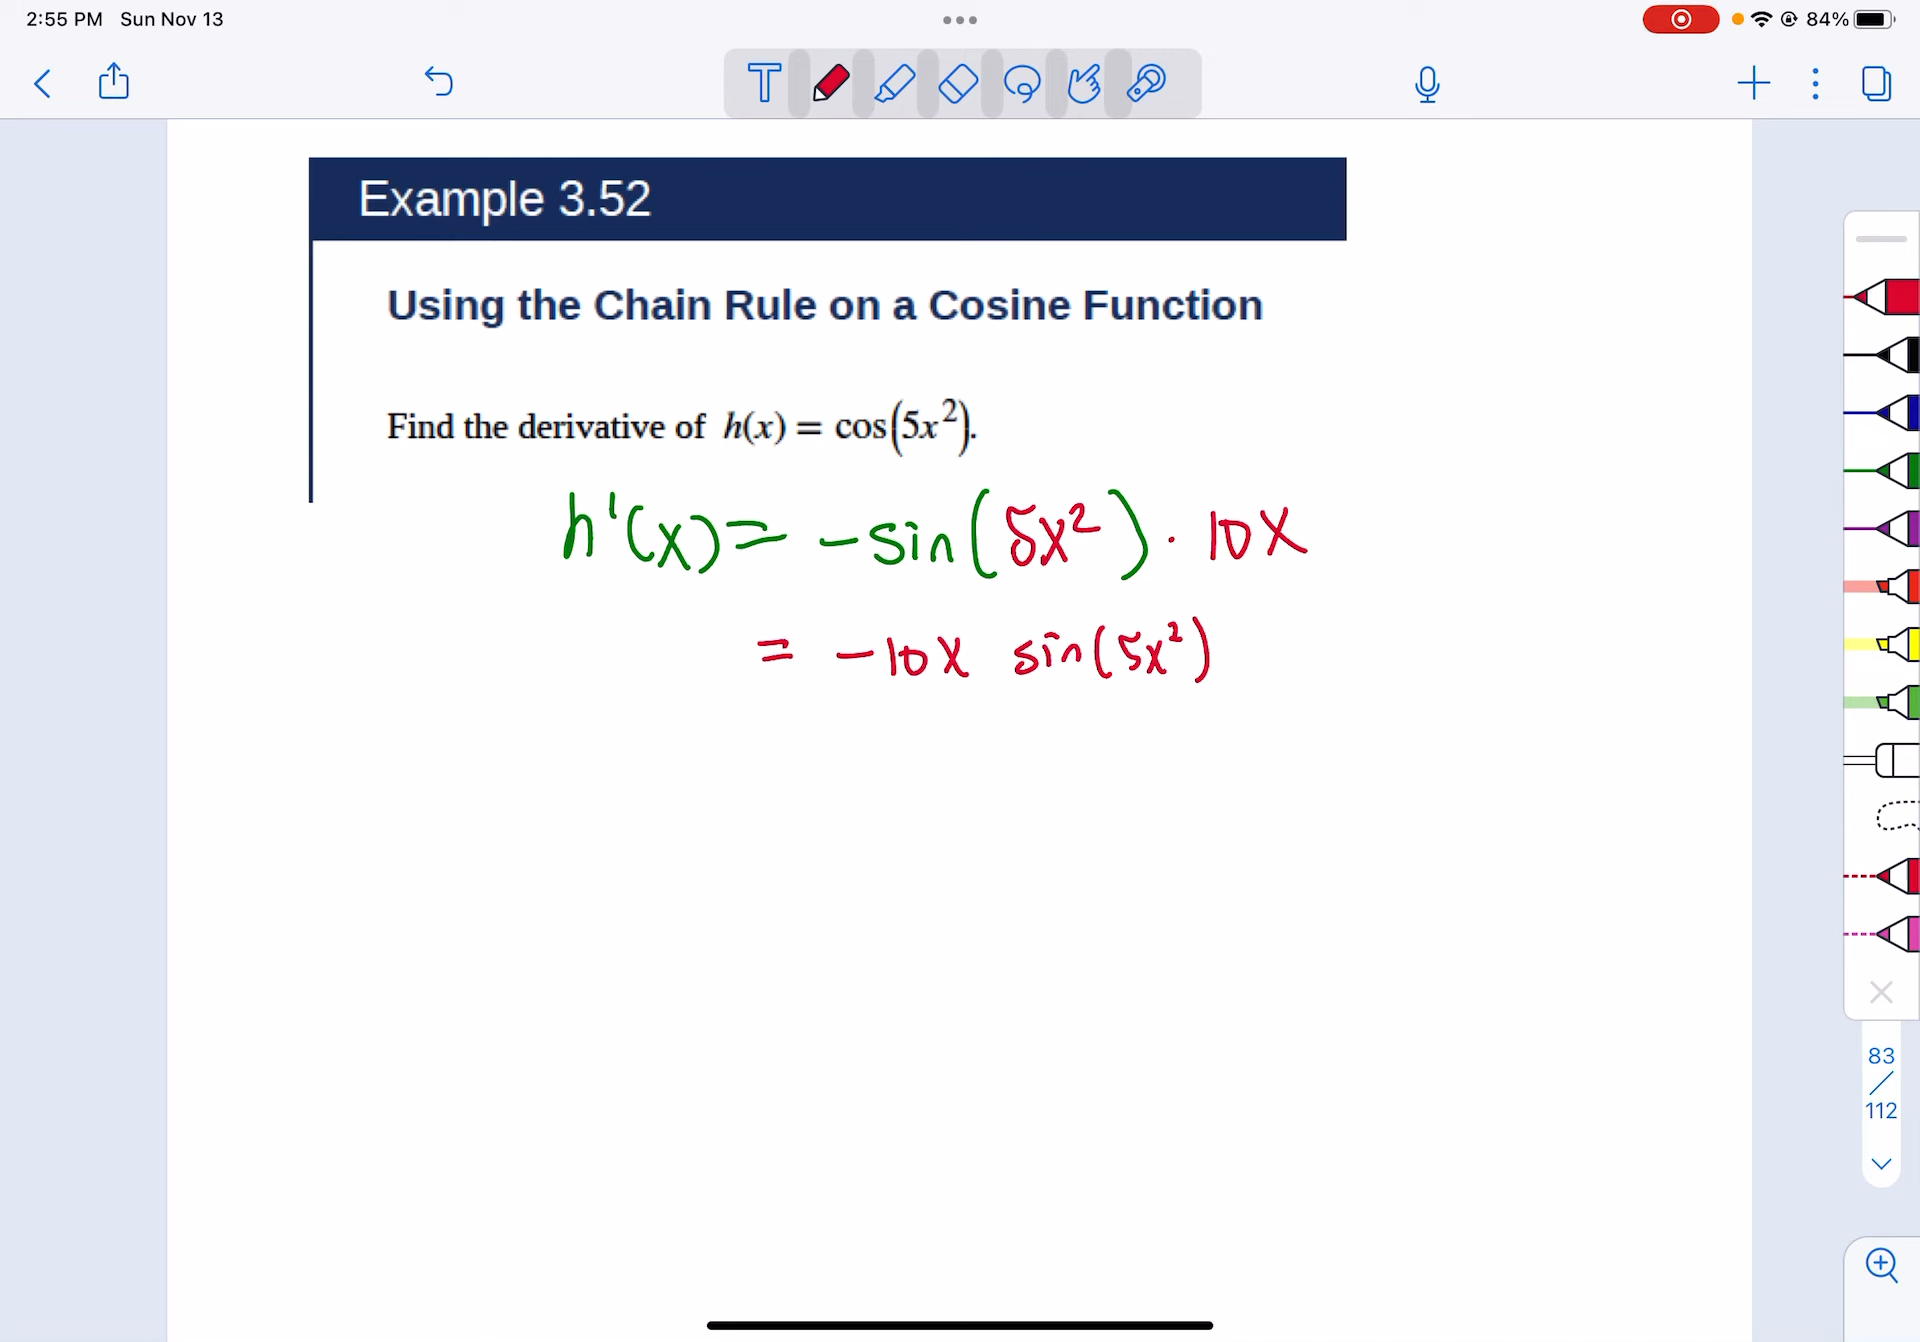 2:55 PM Sun Nov 13
84%
T
Example 3.52
Using the Chain Rule on a Cosine Function
Find the derivative of h(x) = cos(5x²).
h'(x) = -sin(5x²) · 10x
= -10x sin(5x²)
83
/
112